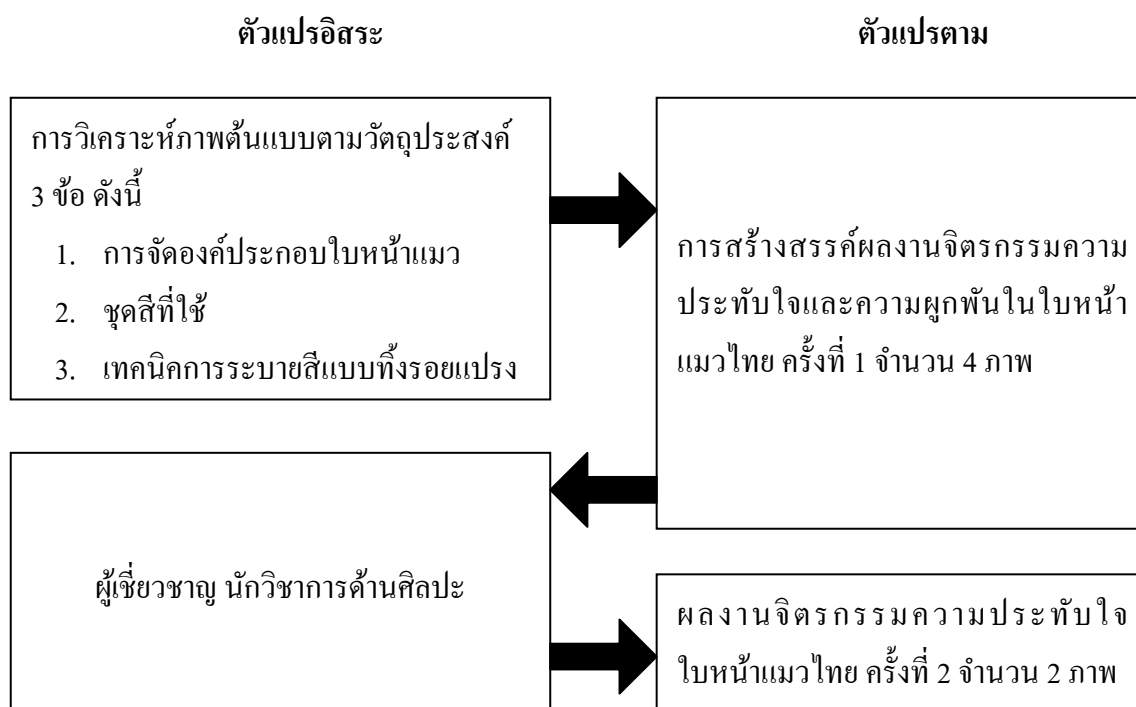 ตัวแปรอิสระ
ตัวแปรตาม
การวิเคราะห์ภาพต้นแบบตามวัตถุประสงค์
3 ข้อ ดังนี้
1. การจัดองค์ประกอบใบหน้าแมว
2. ชุดสีที่ใช้
3. เทคนิคการระบายสีแบบทิ้งรอยแปรง
การสร้างสรรค์ผลงานจิตรกรรมความ
ประทับใจและความผูกพันในใบหน้า
แมวไทย ครั้งที่ 1 จำนวน 4 ภาพ
ผู้เชี่ยวชาญ นักวิชาการด้านศิลปะ
ผลงานจิตรกรรมความประทับใจ
ใบหน้าแมวไทย ครั้งที่ 2 จำนวน 2 ภาพ